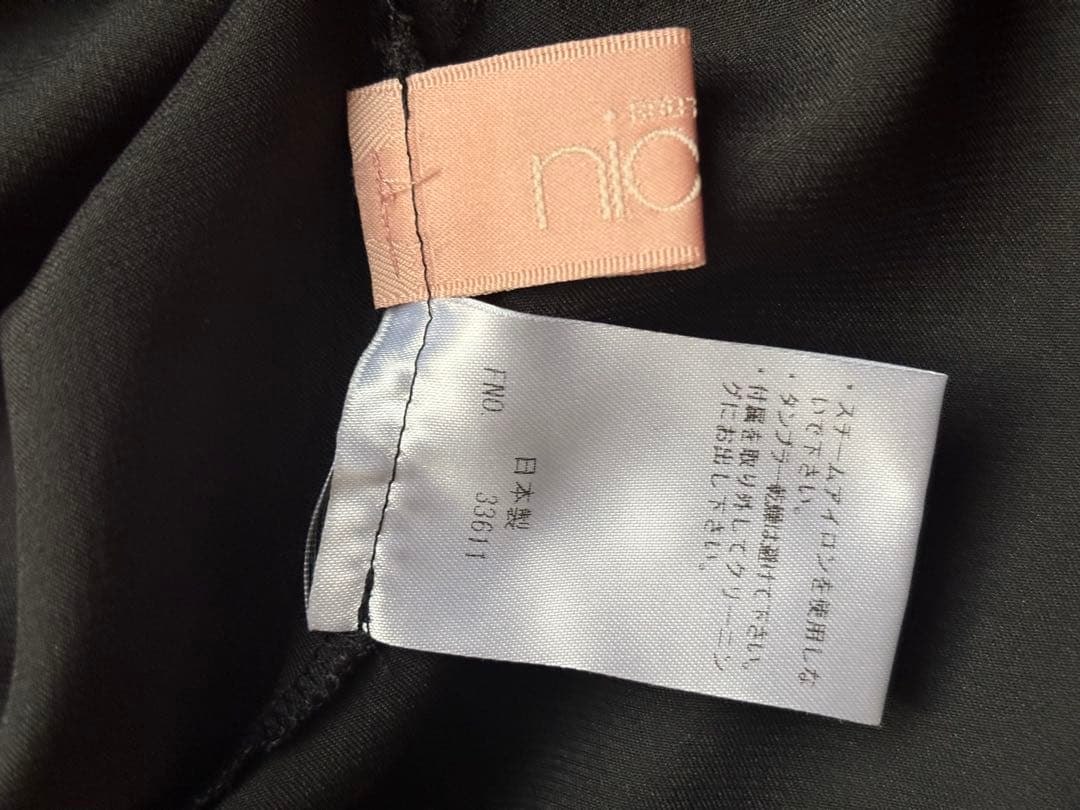 ・スチームアイロンを使用しな
いで下さい。
・タンブラー乾燥は避けて下さい。
・付属を取り外してクリーニン
グにお出し下さい。
日本製
FNO 33611